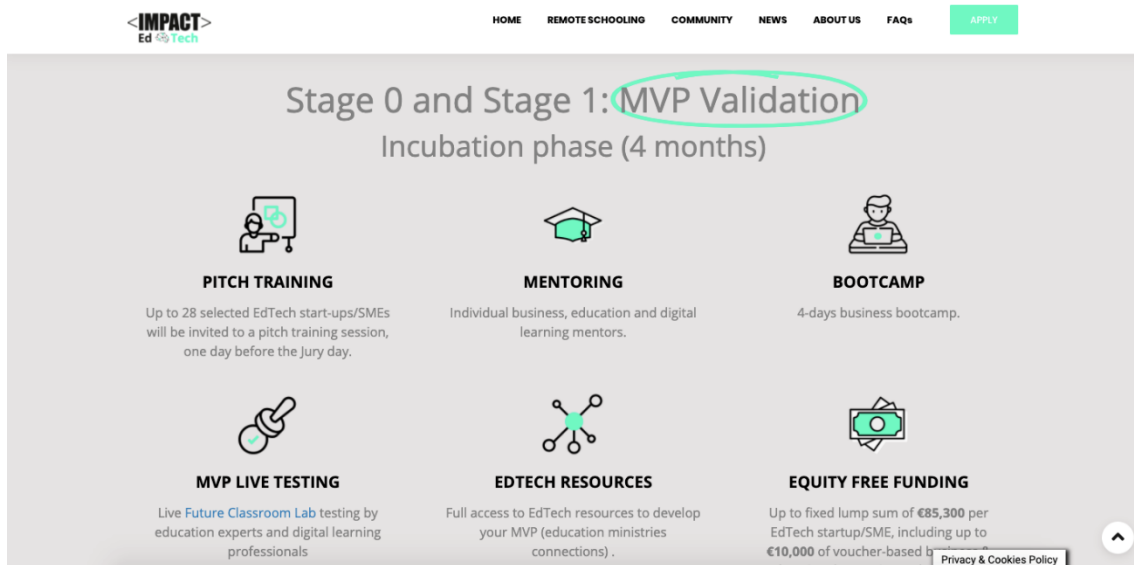 <IMPACT>
Ed Tech
HOME REMOTE SCHOOLING COMMUNITY NEWS ABOUT US FAQs APPLY
Stage 0 and Stage 1: MVP Validation
Incubation phase (4 months)
PITCH TRAINING
Up to 28 selected EdTech start-ups/SMEs
will be invited to a pitch training session,
one day before the Jury day.
MENTORING
Individual business, education and digital
learning mentors.
BOOTCAMP
4-days business bootcamp.
MVP LIVE TESTING
Live Future Classroom Lab testing by
education experts and digital learning
professionals
EDTECH RESOURCES
Full access to EdTech resources to develop
your MVP (education ministries
connections) .
EQUITY FREE FUNDING
Up to fixed lump sum of €85,300 per
EdTech startup/SME, including up to
€10,000 of voucher-based
Privacy & Cookies Policy